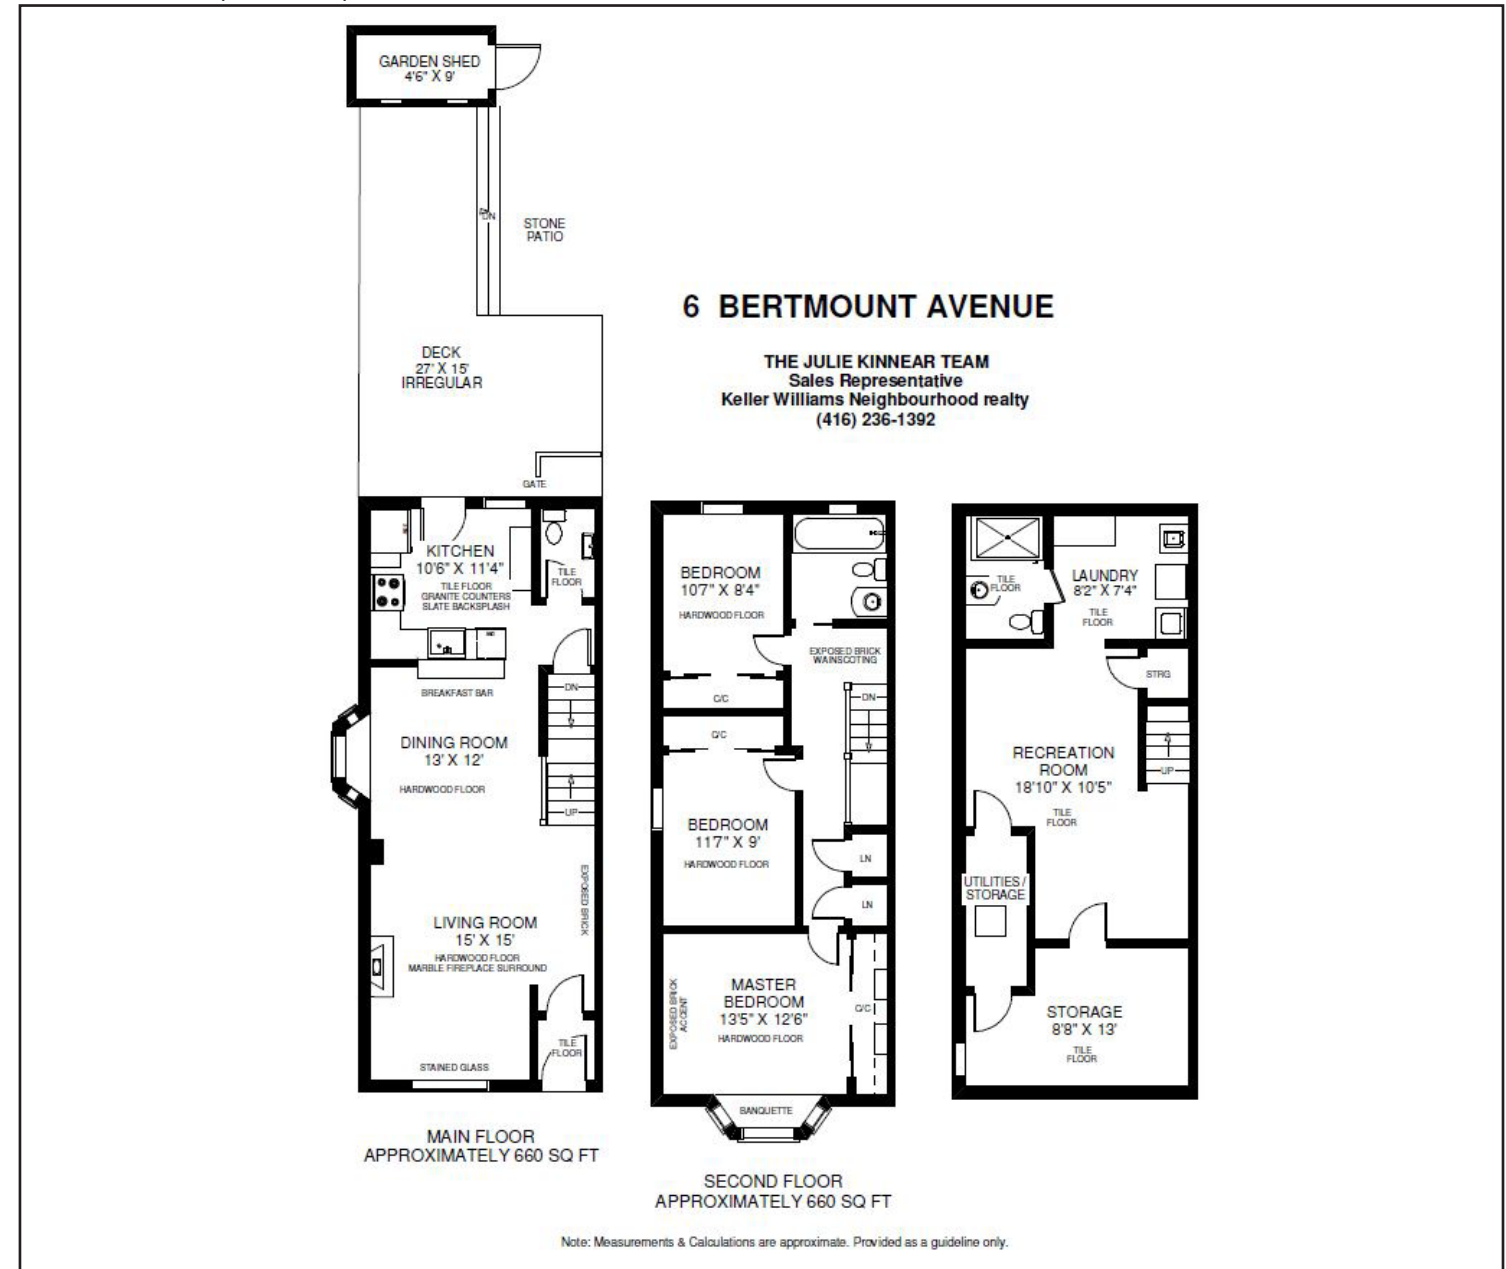 GARDEN SHED
4'6" X 9'
DN
STONE
PATIO
6 BERTMOUNT AVENUE
THE JULIE KINNEAR TEAM
Sales Representative
Keller Williams Neighbourhood realty
(416) 236-1392
DECK
27' X 15'
IRREGULAR
GATE
KITCHEN
10'6" X 11'4"
TILE FLOOR
GRANITE COUNTERS
SLATE BACKSPLASH
TILE
FLOOR
BREAKFAST BAR
DN
DINING ROOM
13' X 12'
HARDWOOD FLOOR
UP
EXPOSED BRICK
LIVING ROOM
15' X 15'
HARDWOOD FLOOR
MARBLE FIREPLACE SURROUND
TILE
FLOOR
STAINED GLASS
MAIN FLOOR
APPROXIMATELY 660 SQ FT
BEDROOM
10'7" X 8'4"
HARDWOOD FLOOR
EXPOSED BRICK
WAINSCOTING
C/C
DN
C/C
BEDROOM
11'7" X 9'
HARDWOOD FLOOR
LN
LN
EXPOSED BRICK
ACCENT
MASTER
BEDROOM
13'5" X 12'6"
HARDWOOD FLOOR
C/C
BANQUETTE
SECOND FLOOR
APPROXIMATELY 660 SQ FT
TILE
FLOOR
LAUNDRY
8'2" X 7'4"
TILE
FLOOR
STRG
RECREATION
ROOM
18'10" X 10'5"
TILE
FLOOR
UP
UTILITIES /
STORAGE
STORAGE
8'8" X 13'
TILE
FLOOR
Note: Measurements & Calculations are approximate. Provided as a guideline only.